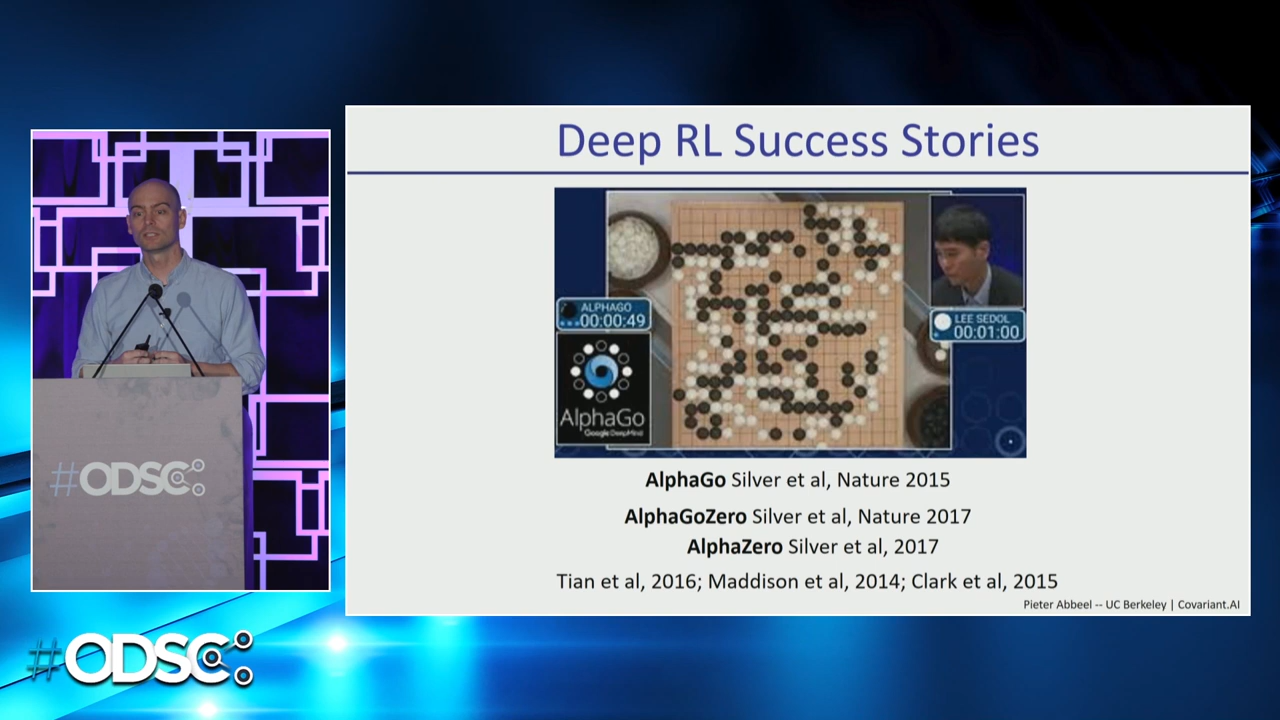 Deep RL Success Stories
ALPHAGO
00:00:49
LEE SEDOL
00:01:00
AlphaGo
Google DeepMind
AlphaGo Silver et al, Nature 2015
AlphaGoZero Silver et al, Nature 2017
AlphaZero Silver et al, 2017
Tian et al, 2016; Maddison et al, 2014; Clark et al, 2015
Pieter Abbeel -- UC Berkeley | Covariant.AI
#ODSC
#ODSC